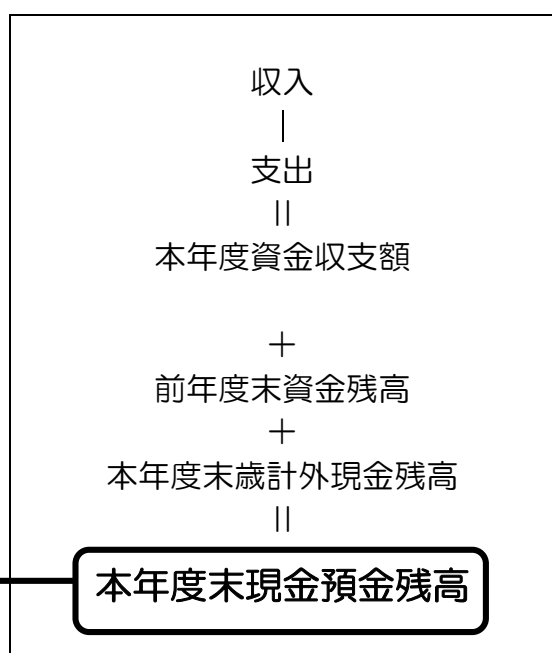 収入
｜
支出
||
本年度資金収支額
＋
前年度末資金残高
＋
本年度末歳計外現金残高
||
本年度末現金預金残高